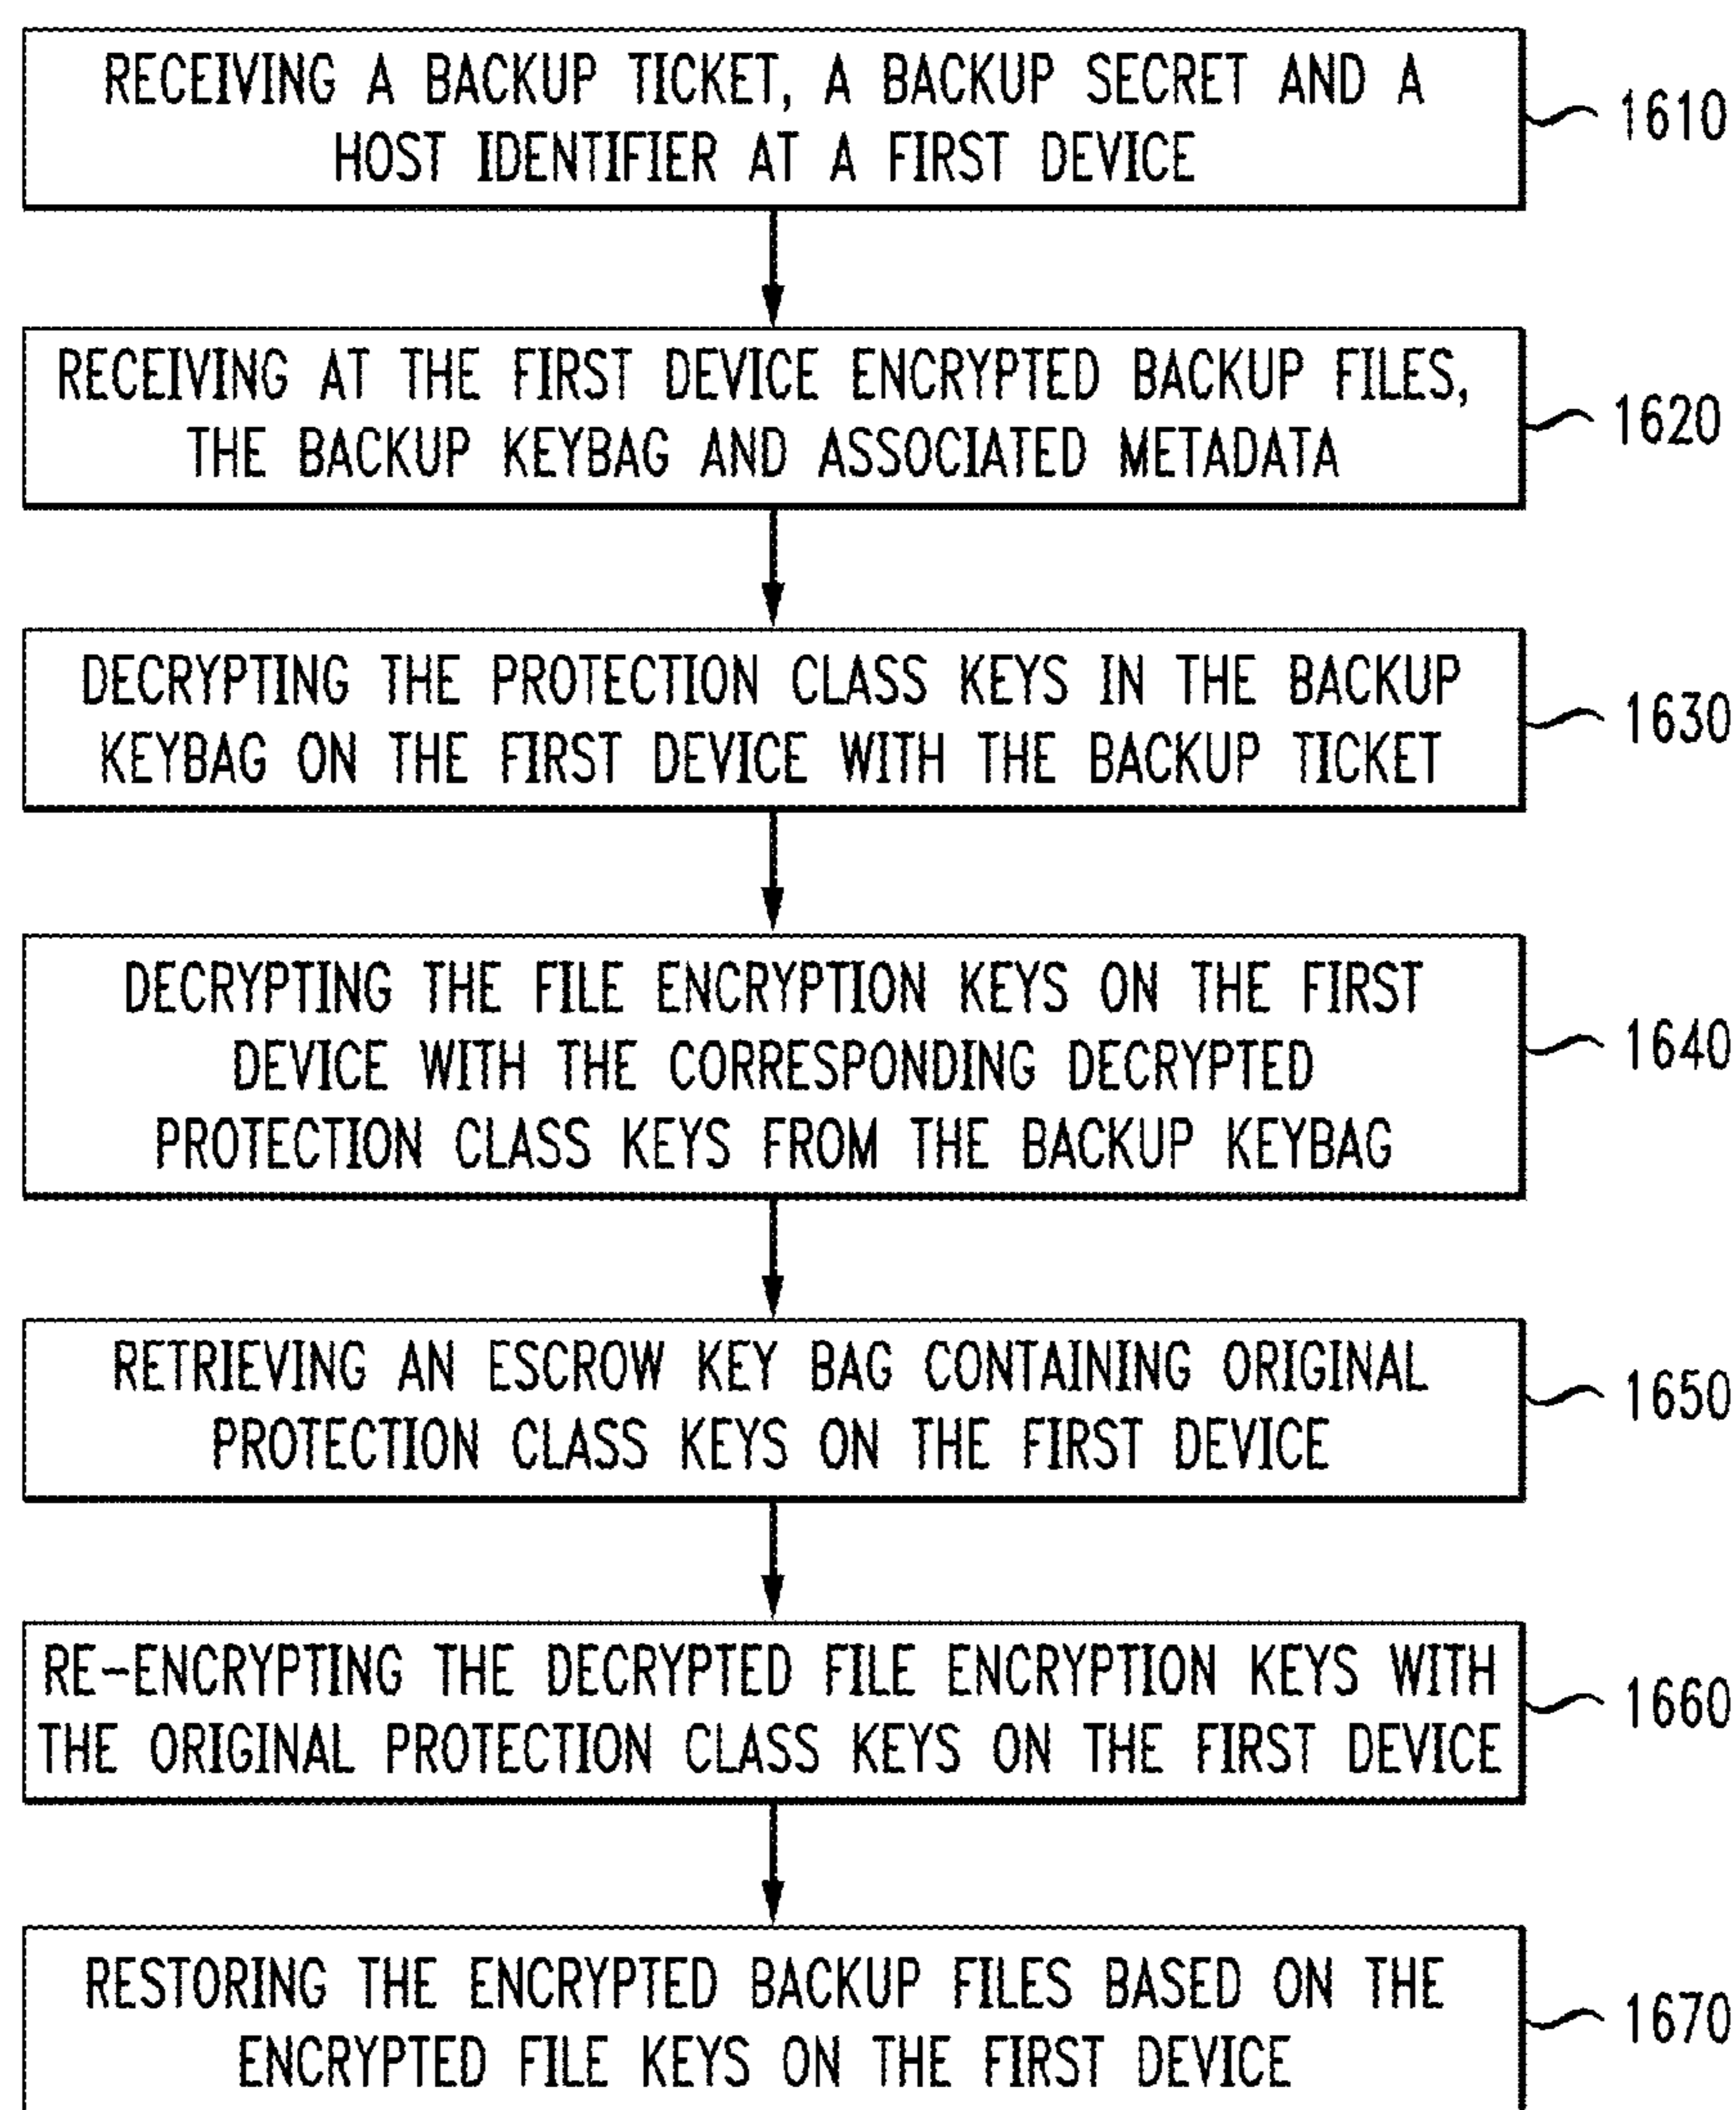 RECEIVING A BACKUP TICKET, A BACKUP SECRET AND A
HOST IDENTIFIER AT A FIRST DEVICE
1610
RECEIVING AT THE FIRST DEVICE ENCRYPTED BACKUP FILES,
THE BACKUP KEYBAG AND ASSOCIATED METADATA
1620
DECRYPTING THE PROTECTION CLASS KEYS IN THE BACKUP
KEYBAG ON THE FIRST DEVICE WITH THE BACKUP TICKET
1630
DECRYPTING THE FILE ENCRYPTION KEYS ON THE FIRST
DEVICE WITH THE CORRESPONDING DECRYPTED
PROTECTION CLASS KEYS FROM THE BACKUP KEYBAG
1640
RETRIEVING AN ESCROW KEY BAG CONTAINING ORIGINAL
PROTECTION CLASS KEYS ON THE FIRST DEVICE
1650
RE-ENCRYPTING THE DECRYPTED FILE ENCRYPTION KEYS WITH
THE ORIGINAL PROTECTION CLASS KEYS ON THE FIRST DEVICE
1660
RESTORING THE ENCRYPTED BACKUP FILES BASED ON THE
ENCRYPTED FILE KEYS ON THE FIRST DEVICE
1670